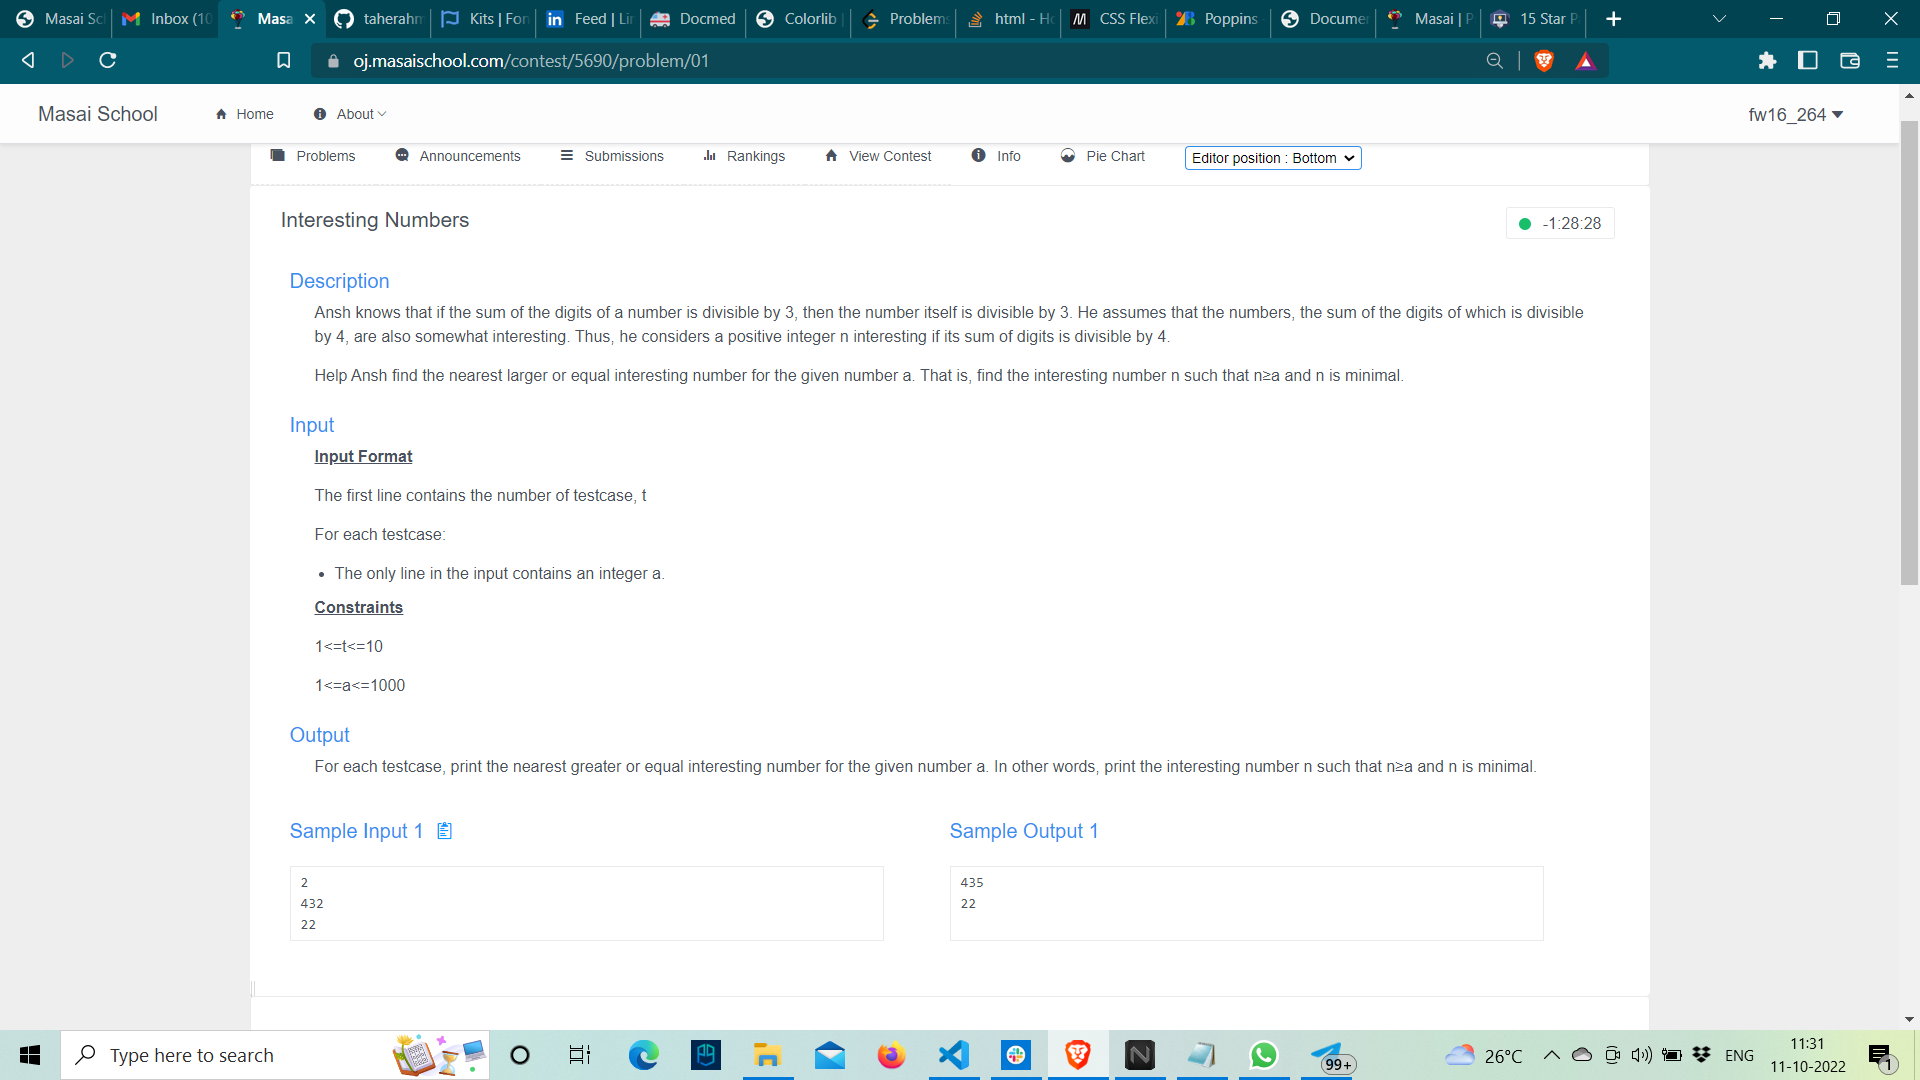 Masai Sc
Inbox (10
Masa
taherahm
Kits | Fon
Feed | Lin
Docmed
Colorlib |
Problems
html - Ho
CSS Flexi
Poppins
Documen
Masai | P
15 Star P
oj.masaischool.com/contest/5690/problem/01
Masai School
Home
About
fw16_264
Problems
Announcements
Submissions
Rankings
View Contest
Info
Pie Chart
Editor position : Bottom
Interesting Numbers
-1:28:28
Description
Ansh knows that if the sum of the digits of a number is divisible by 3, then the number itself is divisible by 3. He assumes that the numbers, the sum of the digits of which is divisible
by 4, are also somewhat interesting. Thus, he considers a positive integer n interesting if its sum of digits is divisible by 4.
Help Ansh find the nearest larger or equal interesting number for the given number a. That is, find the interesting number n such that n≥a and n is minimal.
Input
Input Format
The first line contains the number of testcase, t
For each testcase:
• The only line in the input contains an integer a.
Constraints
1<=t<=10
1<=a<=1000
Output
For each testcase, print the nearest greater or equal interesting number for the given number a. In other words, print the interesting number n such that n≥a and n is minimal.
Sample Input 1
2
432
22
Sample Output 1
435
22
Type here to search
99+
26°C
ENG
11:31
11-10-2022
1